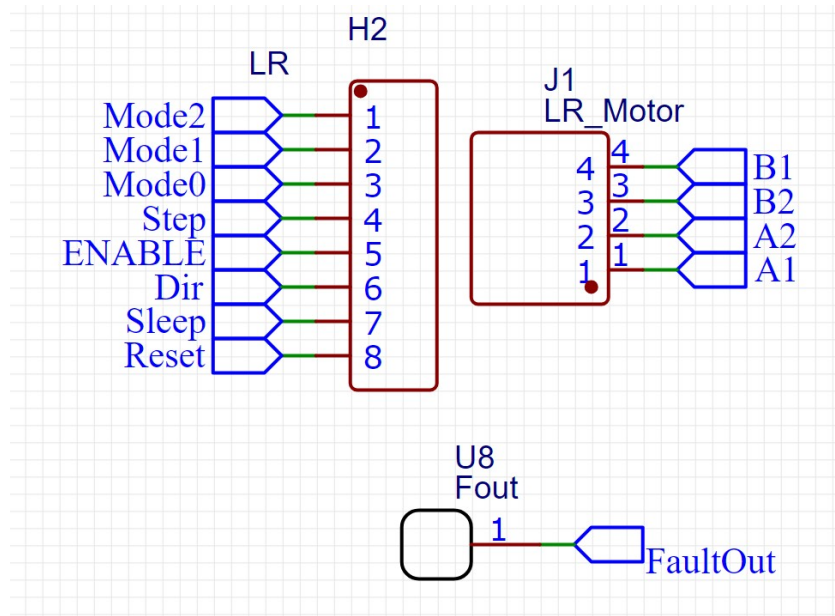 H2
LR
Mode2 1
Mode1 2
Mode0 3
Step 4
ENABLE 5
Dir 6
Sleep 7
Reset 8
J1
LR_Motor
4 4 B1
3 3 B2
2 2 A2
1 1 A1
U8
Fout
1
FaultOut